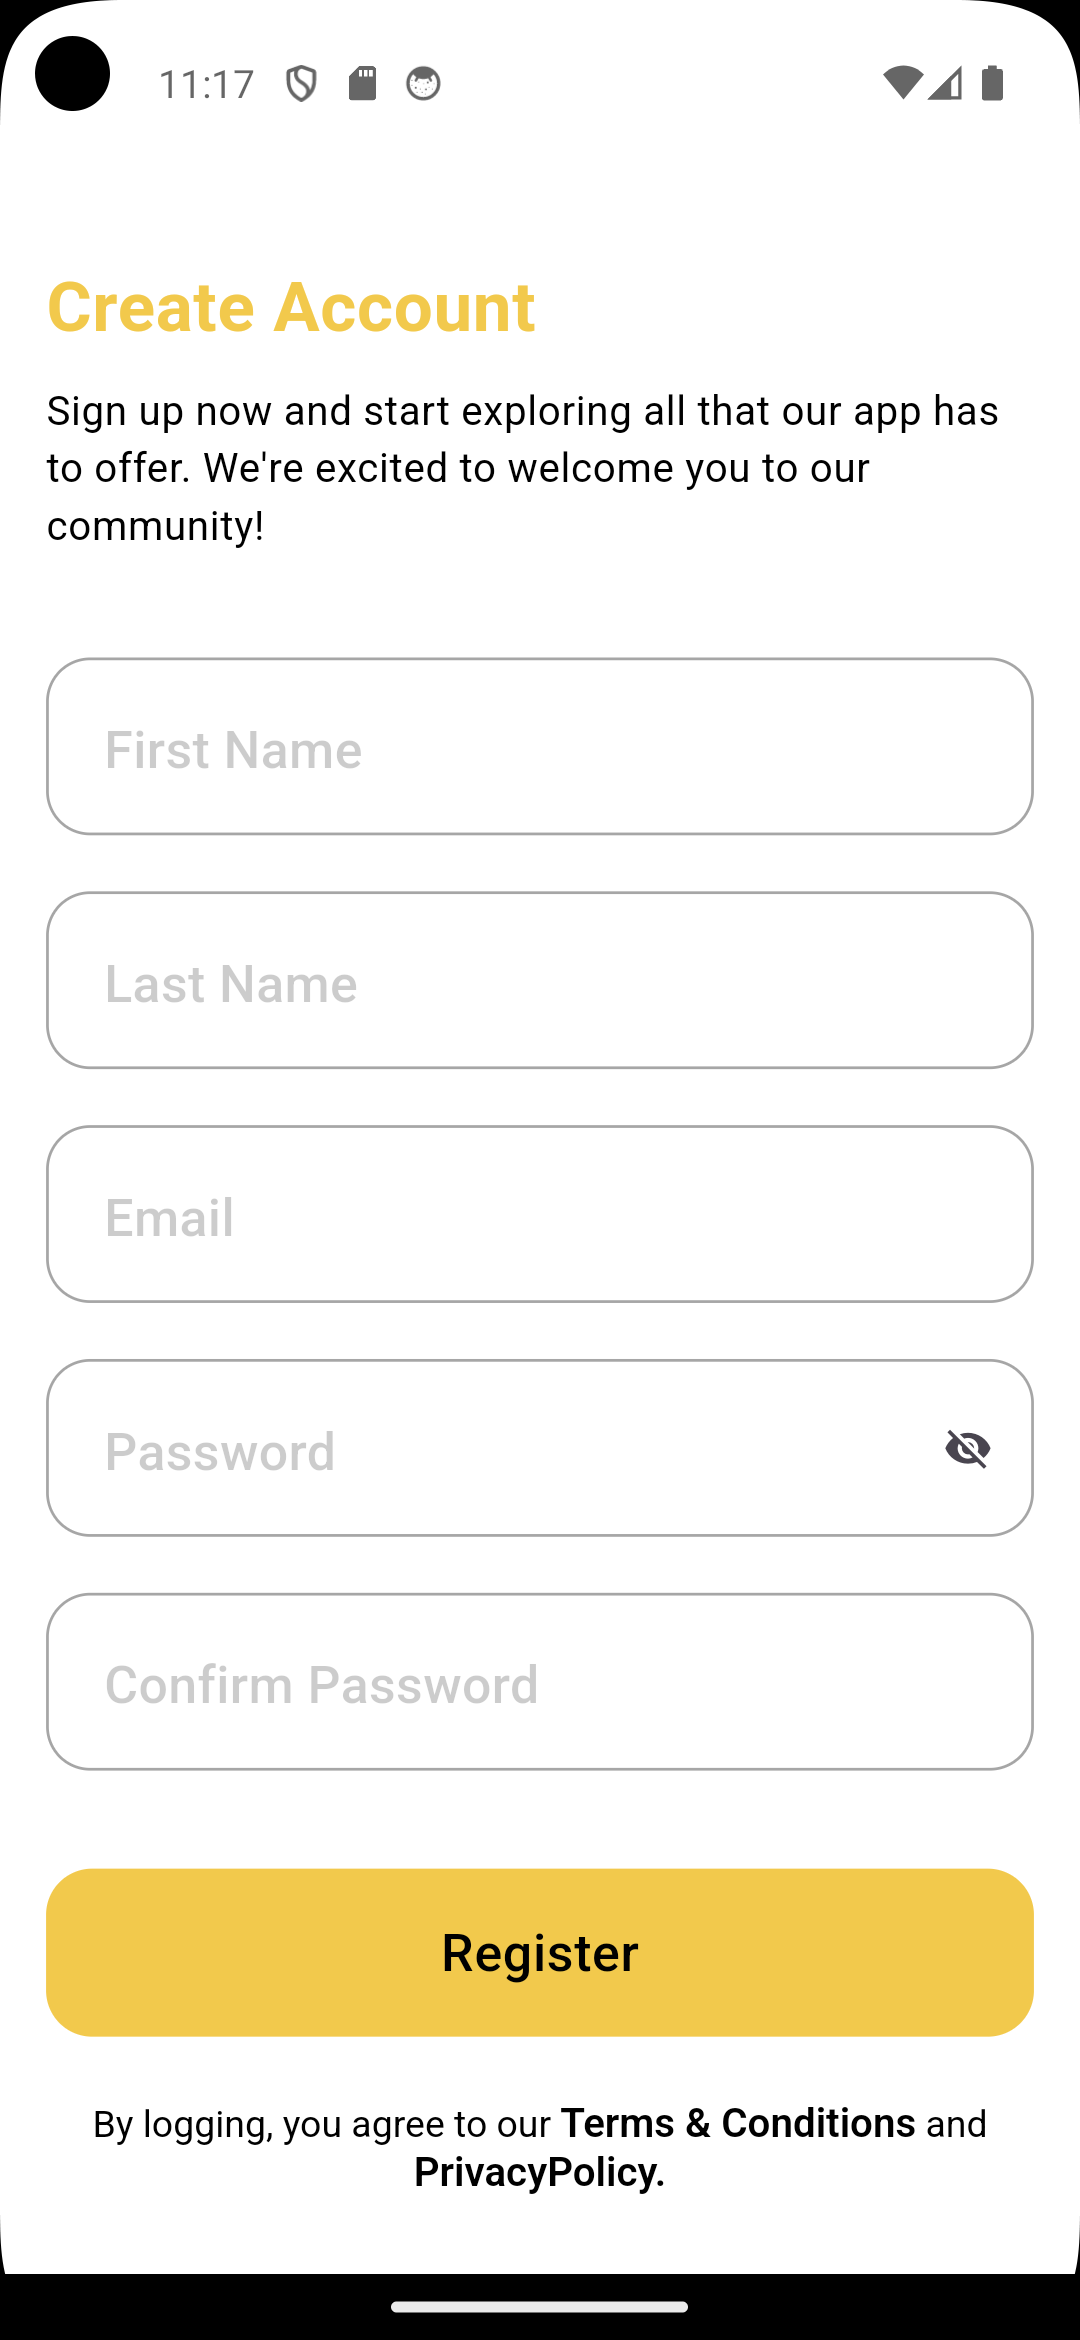 11:17
Create Account
Sign up now and start exploring all that our app has
to offer. We're excited to welcome you to our
community!
First Name
Last Name
Email
Password
Confirm Password
Register
By logging, you agree to our Terms & Conditions and
PrivacyPolicy.